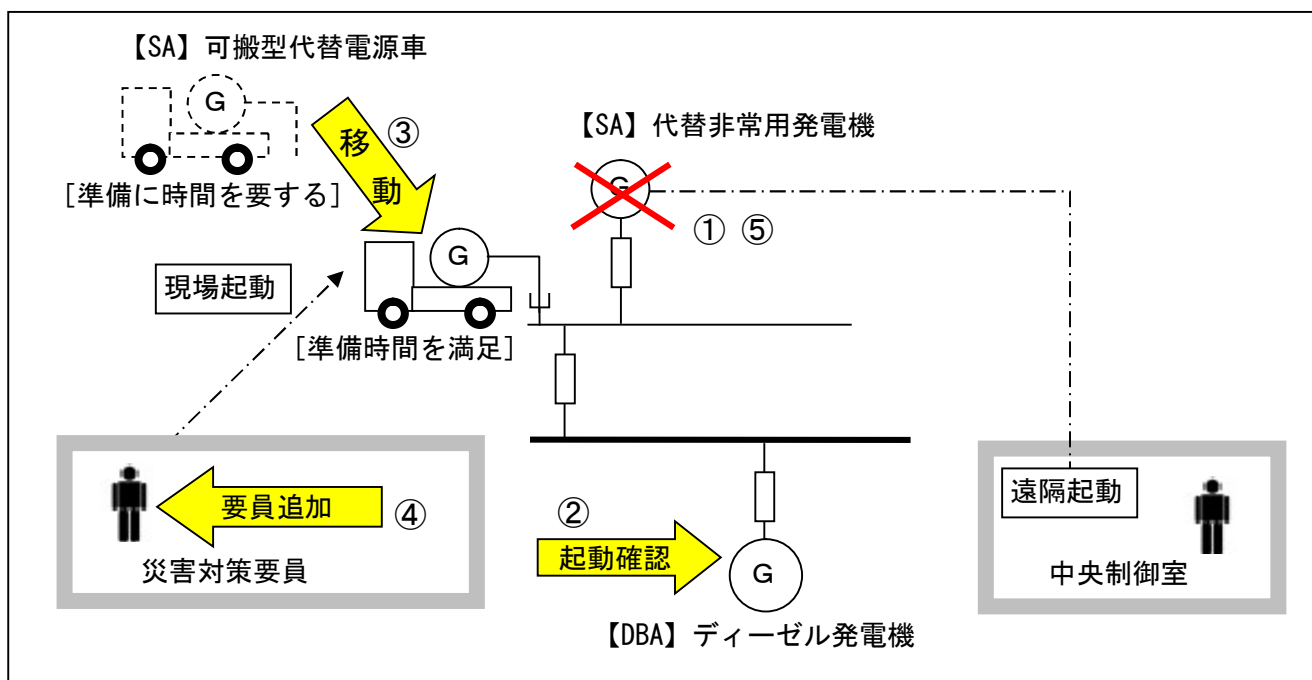 【SA】可搬型代替電源車
G
移動
③
[準備に時間を要する]
【SA】代替非常用発電機
G
① ⑤
G
現場起動
[準備時間を満足]
要員追加
④
災害対策要員
②
起動確認
G
【DBA】ディーゼル発電機
遠隔起動
中央制御室